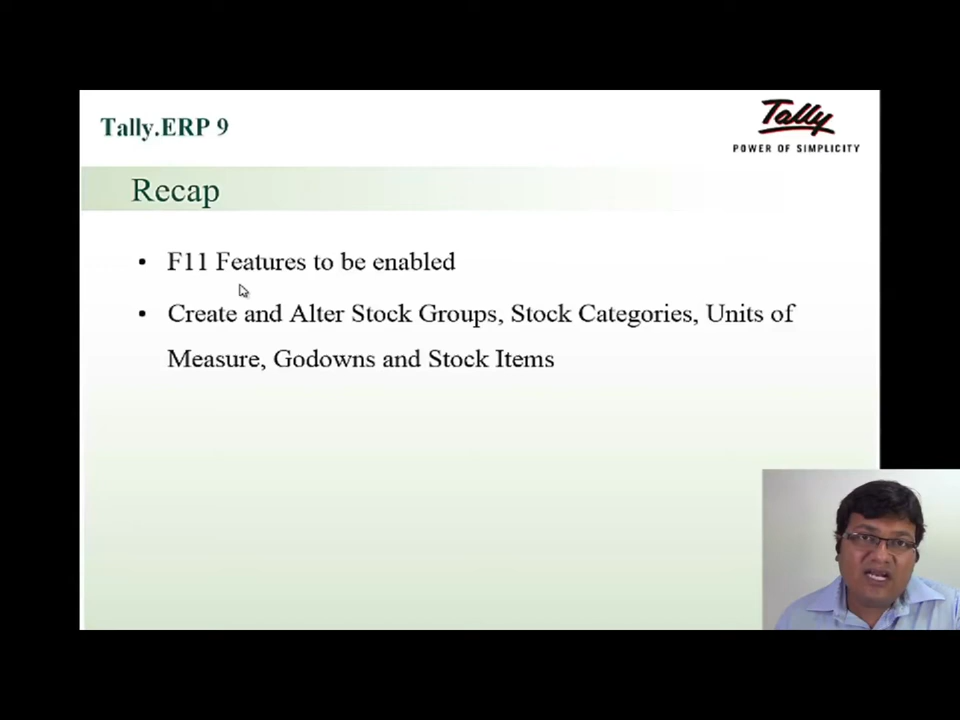 Tally.ERP 9
Tally
POWER OF SIMPLICITY
Recap
• F11 Features to be enabled
• Create and Alter Stock Groups, Stock Categories, Units of
Measure, Godowns and Stock Items